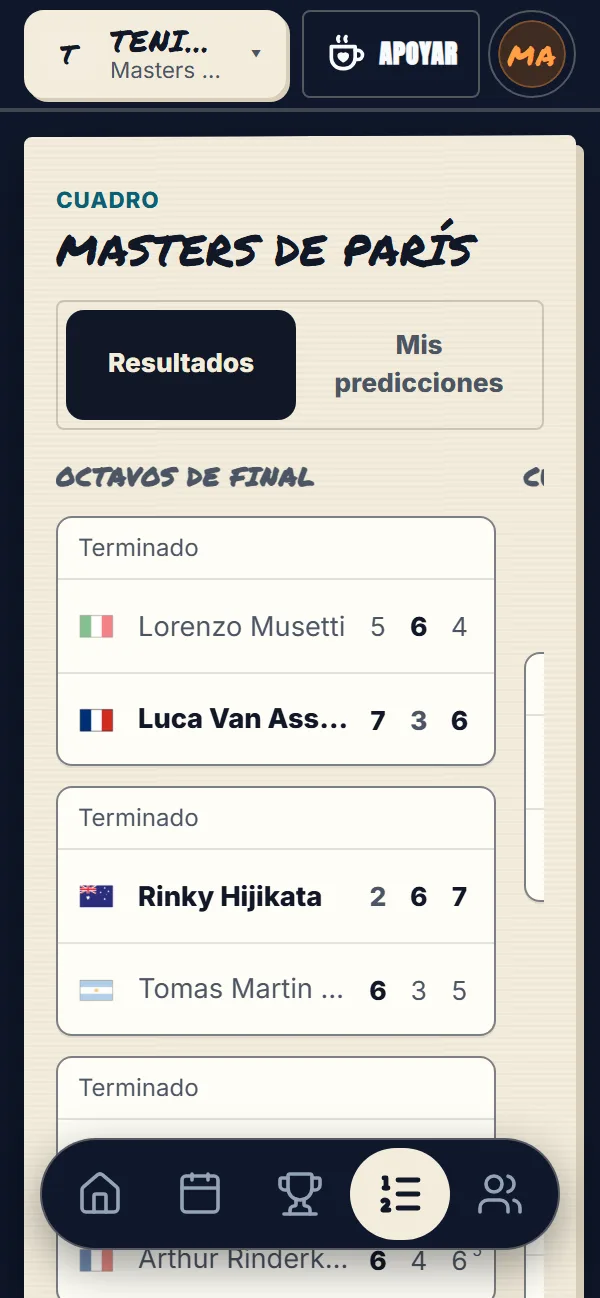 T
TENI...
Masters ...
APOYAR
MA
CUADRO
MASTERS DE PARÍS
Resultados
Mis predicciones
OCTAVOS DE FINAL
Terminado
Lorenzo Musetti 5 6 4
Luca Van Ass... 7 3 6
Terminado
Rinky Hijikata 2 6 7
Tomas Martin ... 6 3 5
Terminado
Arthur Rinderk... 6 4 6